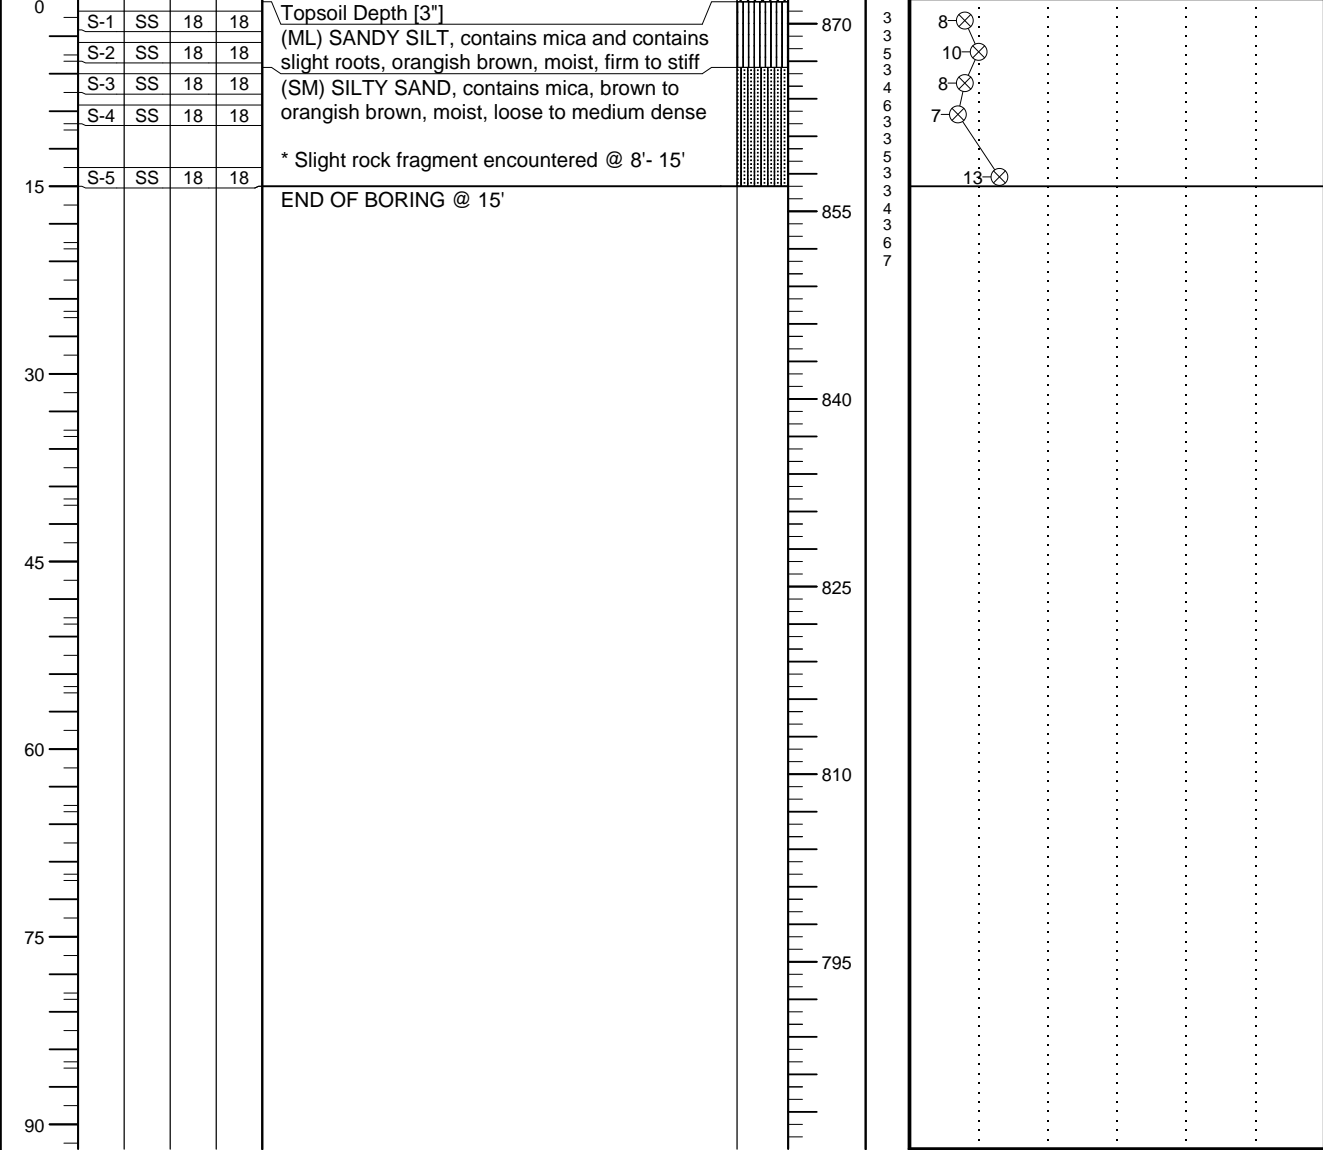 0
S-1 SS 18 18
S-2 SS 18 18
S-3 SS 18 18
S-4 SS 18 18
S-5 SS 18 18
15
30
45
60
75
90
Topsoil Depth [3"]
(ML) SANDY SILT, contains mica and contains
slight roots, orangish brown, moist, firm to stiff
(SM) SILTY SAND, contains mica, brown to
orangish brown, moist, loose to medium dense
* Slight rock fragment encountered @ 8'- 15'
END OF BORING @ 15'
870
855
840
825
810
795
3
3
5
3
4
6
3
3
5
3
3
4
3
6
7
8
10
8
7
13